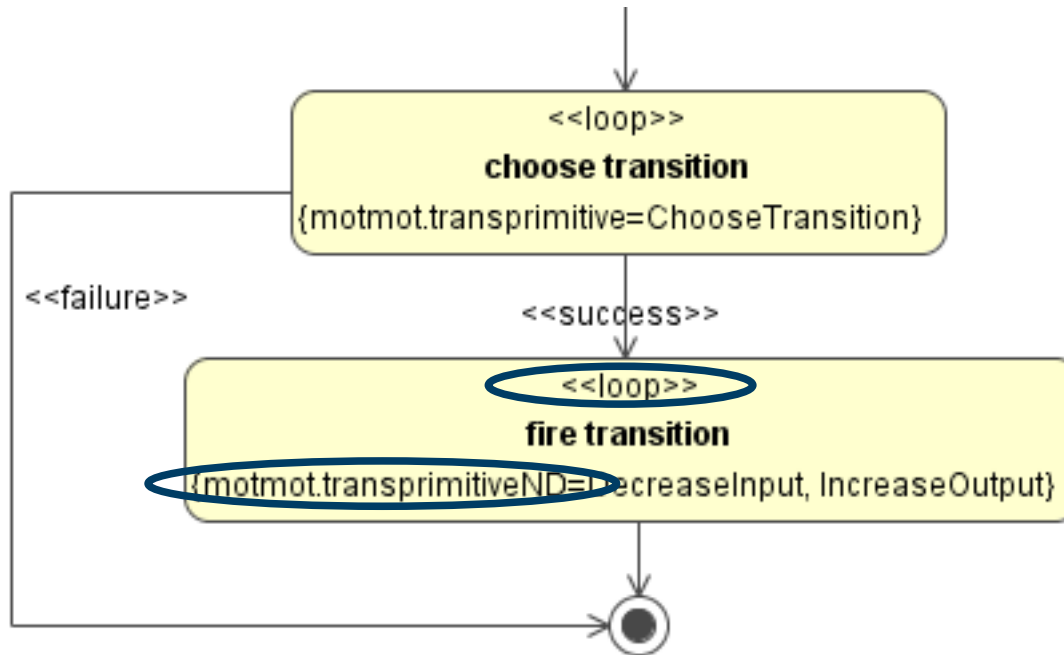 <<loop>>
choose transition
{motmot.transprimitive=ChooseTransition}
<<failure>>
<<success>>
<<loop>>
fire transition
{motmot.transprimitiveND=DecreaseInput, IncreaseOutput}